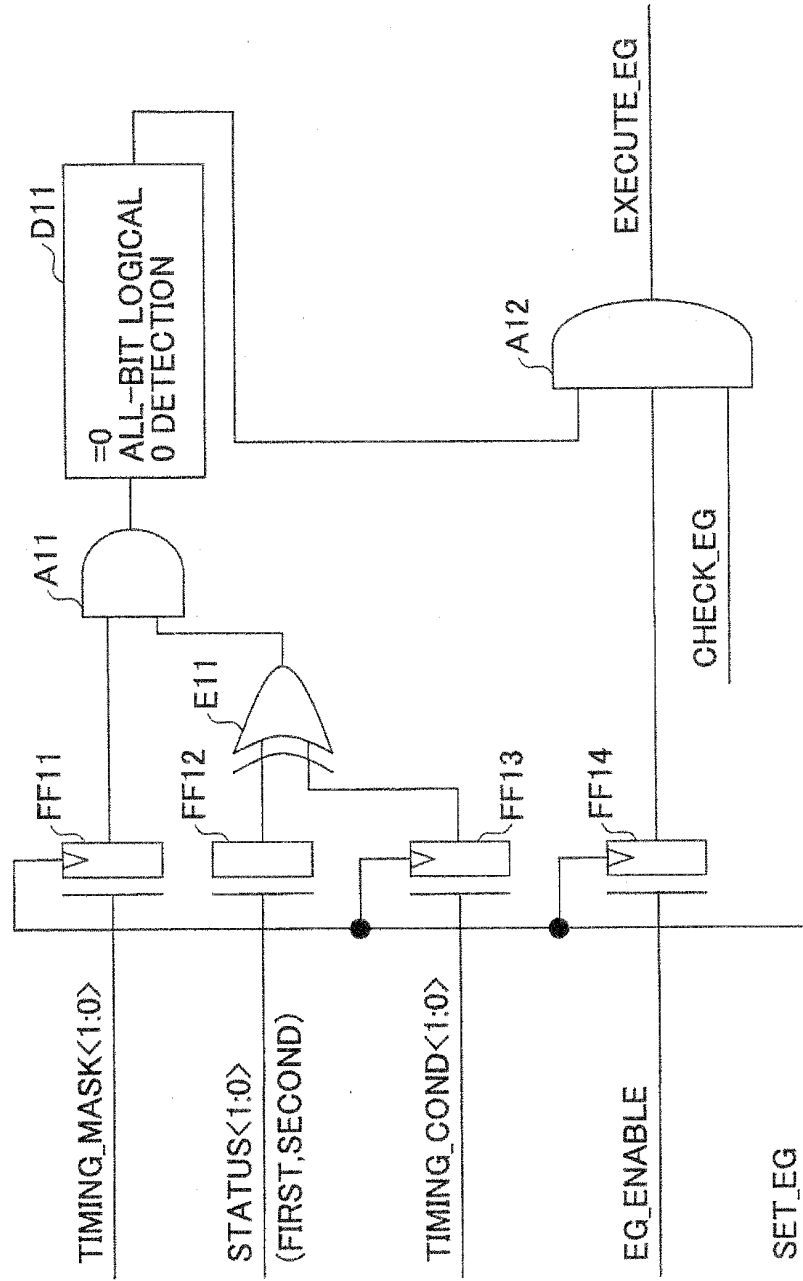 TIMING_MASK<1:0>
STATUS<1:0>
(FIRST,SECOND)
TIMING_COND<1:0>
EG_ENABLE
SET_EG
FF11
FF12
FF13
FF14
E11
A11
D11
=0
ALL-BIT LOGICAL
0 DETECTION
CHECK_EG
A12
EXECUTE_EG